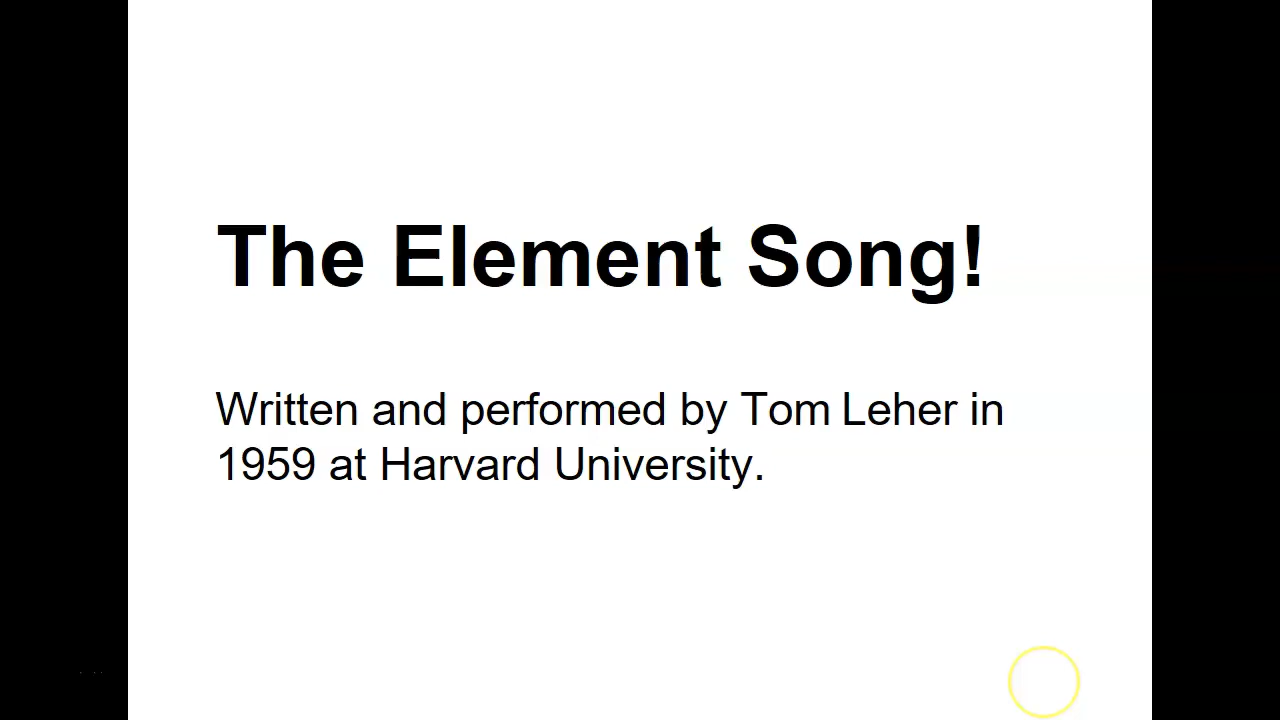 The Element Song!
Written and performed by Tom Leher in
1959 at Harvard University.